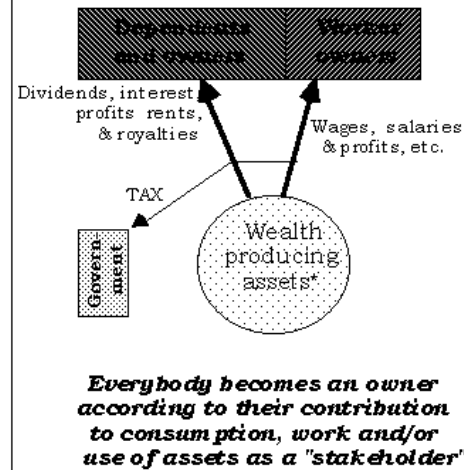 Dependents
and owners
Worker
owners
Dividends, interest,
profits rents,
& royalties
Wages, salaries
& profits, etc.
TAX
Govern-
ment
Wealth
producing
assets*
Everybody becomes an owner
according to their contribution
to consumption, work and/or
use of assets as a "stakeholder"